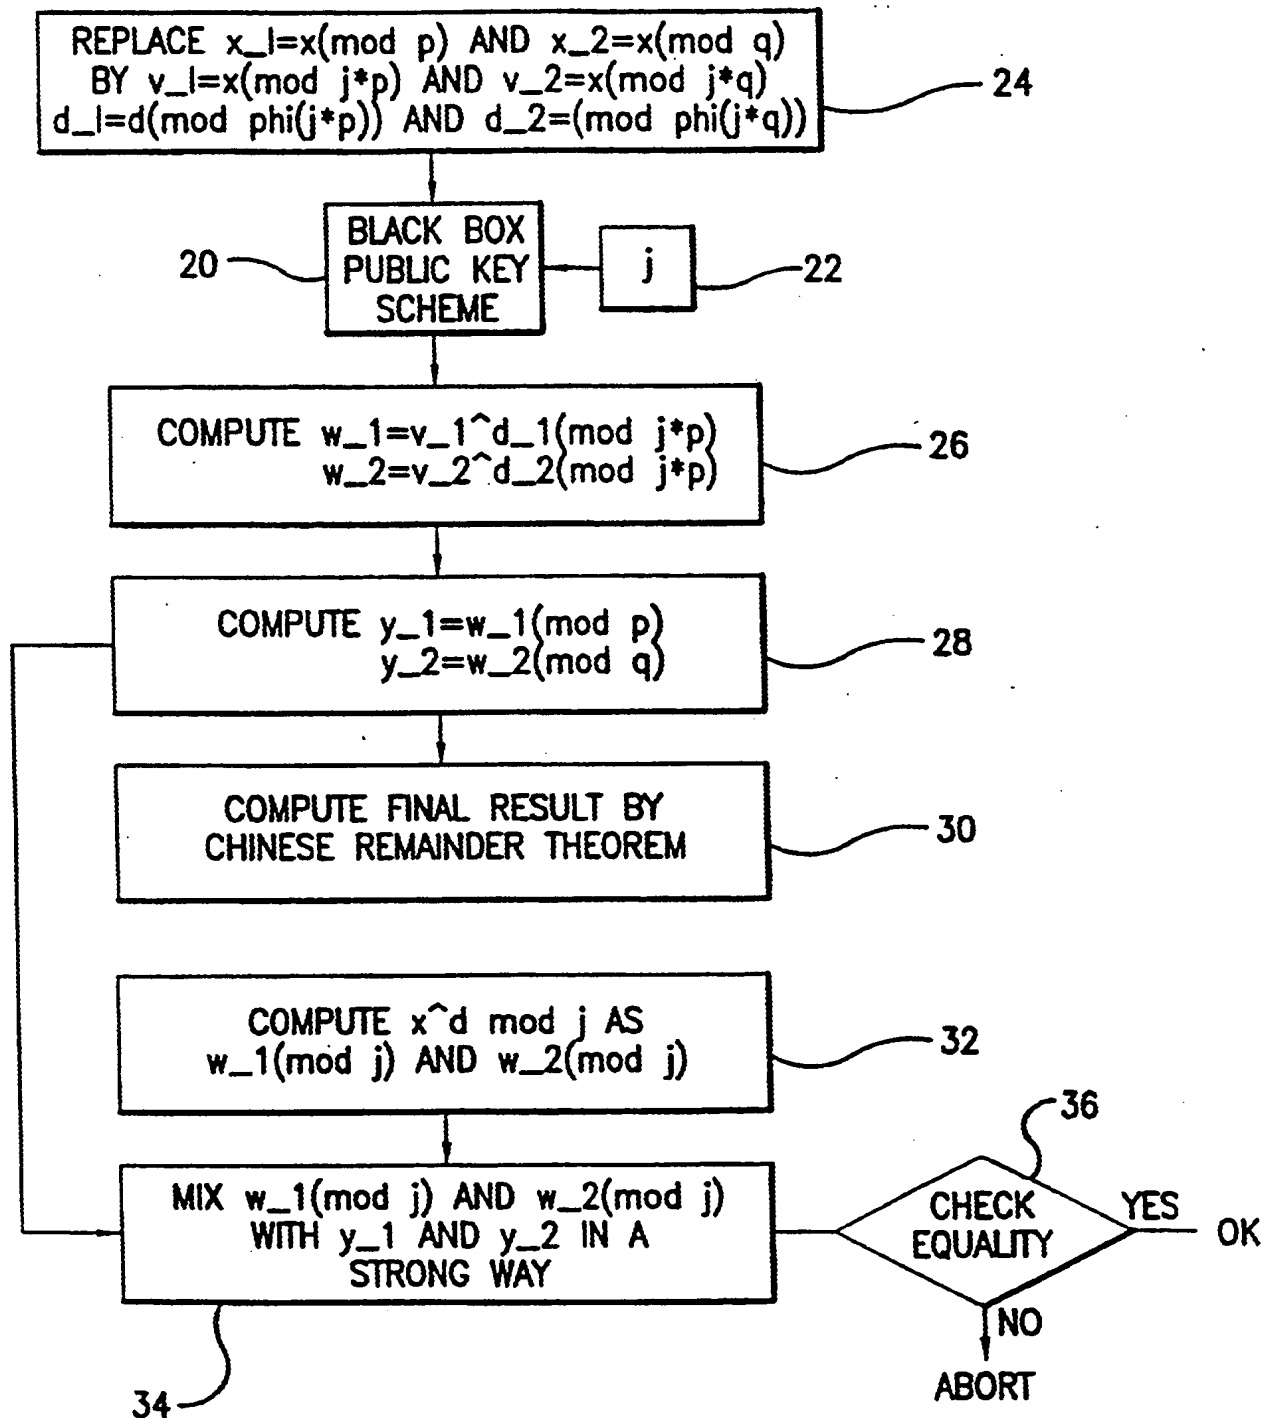 REPLACE x_l=x(mod p) AND x_2=x(mod q)
BY v_l=x(mod j*p) AND v_2=x(mod j*q)
d_l=d(mod phi(j*p)) AND d_2=(mod phi(j*q))
24
BLACK BOX
PUBLIC KEY
SCHEME
20
j
22
COMPUTE w_1=v_1^d_1(mod j*p)
w_2=v_2^d_2(mod j*p)
26
COMPUTE y_1=w_1(mod p)
y_2=w_2(mod q)
28
COMPUTE FINAL RESULT BY
CHINESE REMAINDER THEOREM
30
COMPUTE x^d mod j AS
w_1(mod j) AND w_2(mod j)
32
MIX w_1(mod j) AND w_2(mod j)
WITH y_1 AND y_2 IN A
STRONG WAY
34
36
CHECK
EQUALITY
YES
OK
NO
ABORT